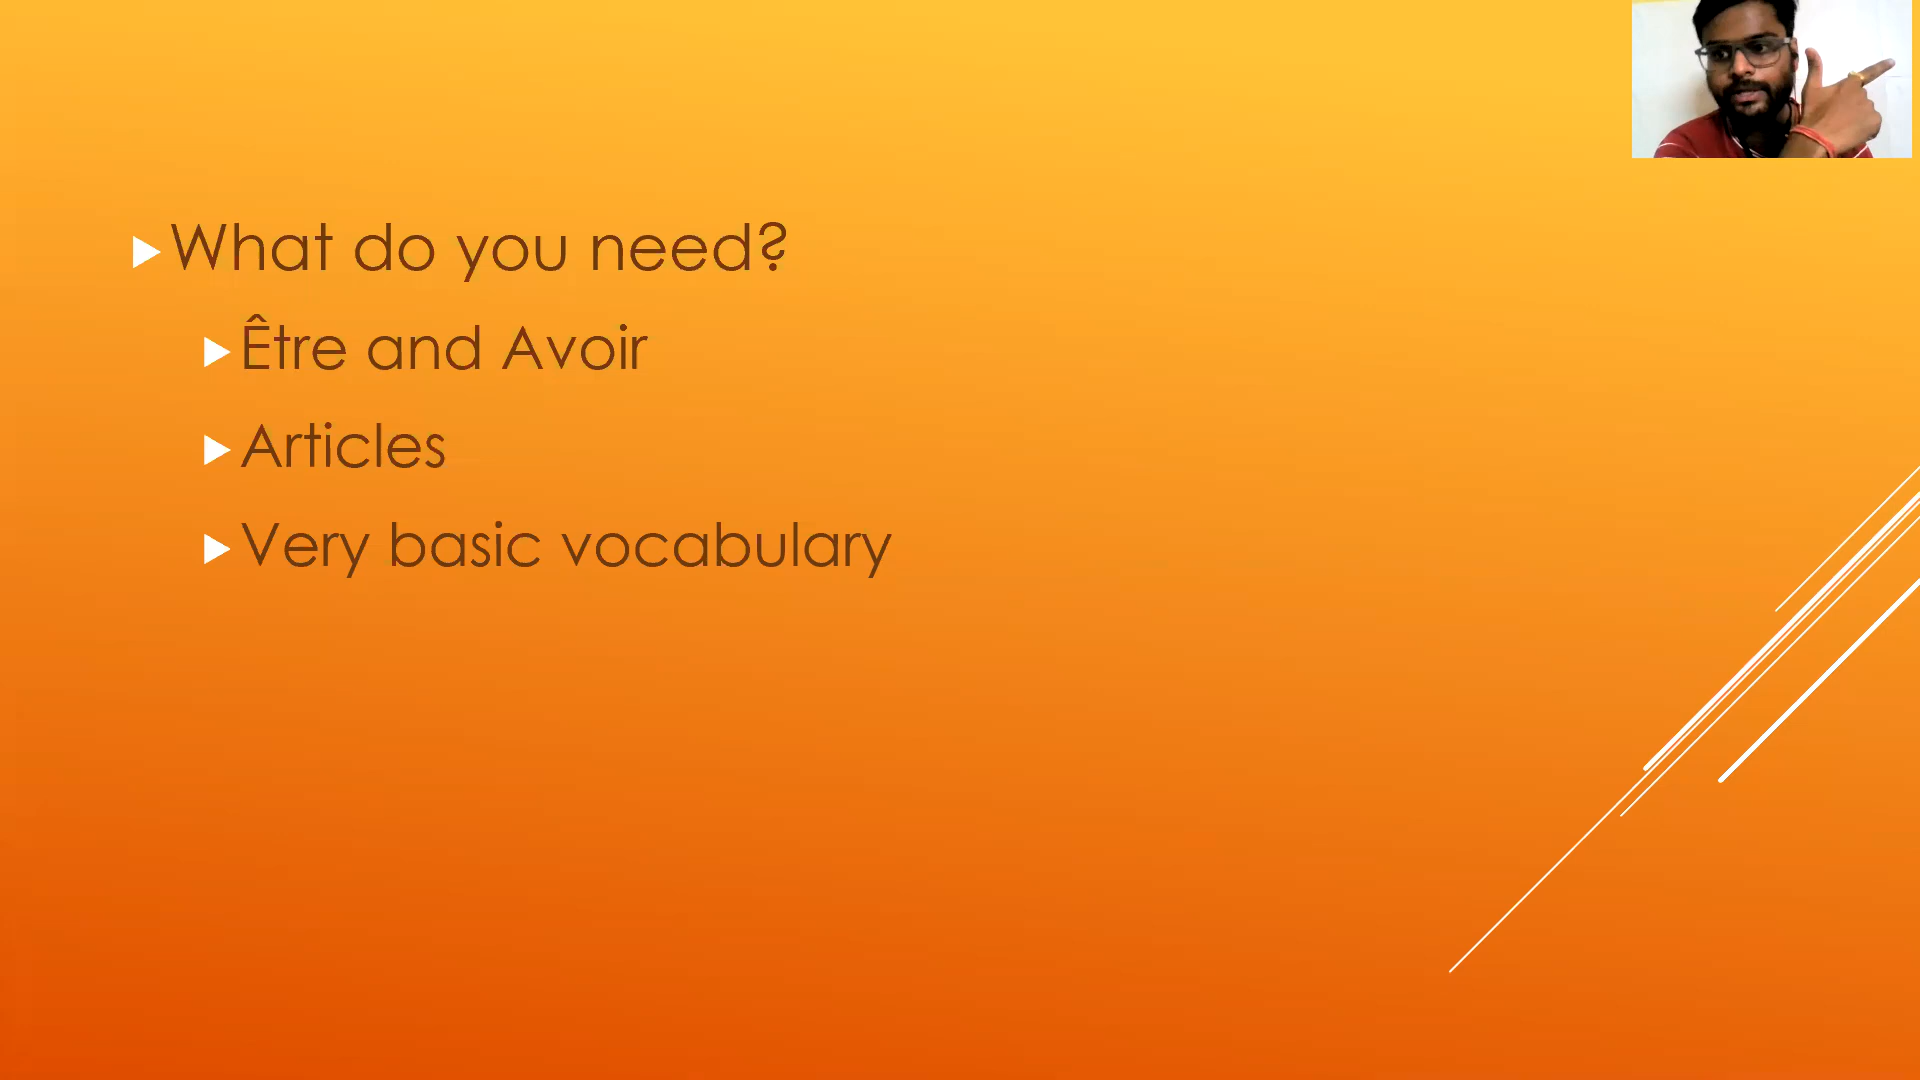 What do you need?
Être and Avoir
Articles
Very basic vocabulary